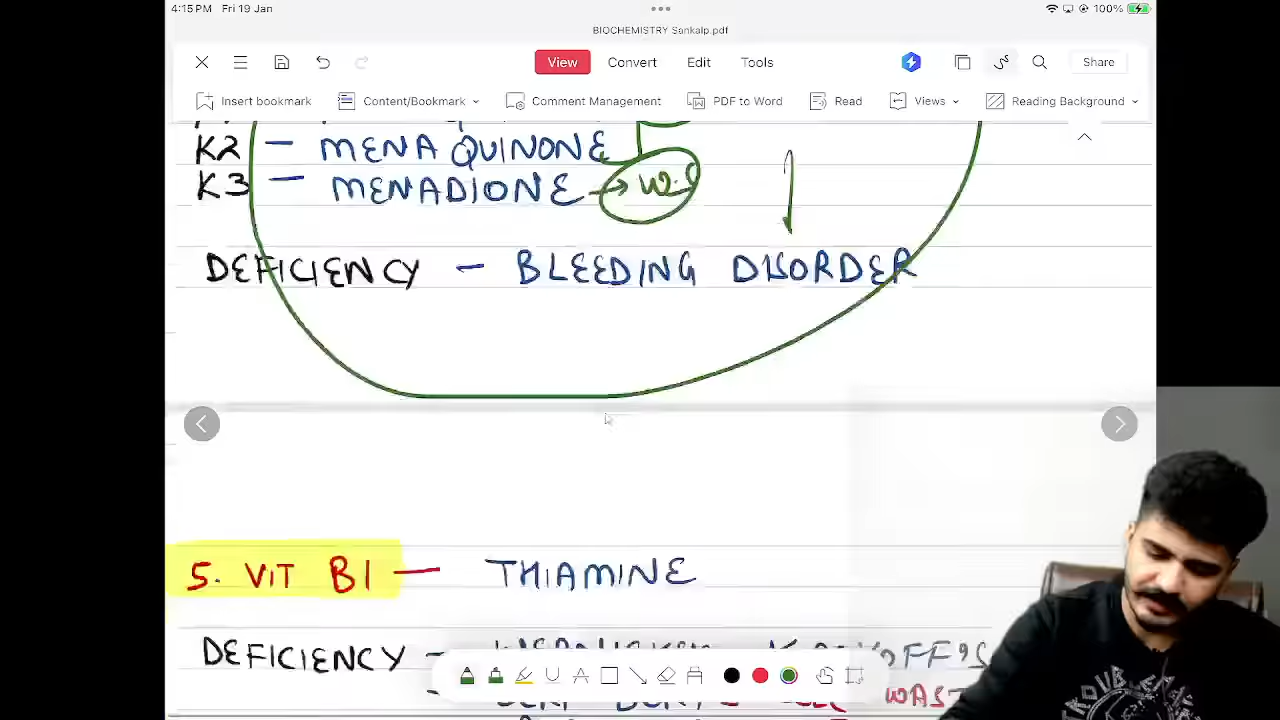 4:15 PM Fri 19 Jan
100%
BIOCHEMISTRY Sankalp.pdf
View Convert Edit Tools Share
Insert bookmark Content/Bookmark Comment Management PDF to Word Read Views Reading Background
K2 - MENA QUINONE
K3 - MENADIONE → W.S
DEFICIENCY - BLEEDING DISORDER
5. VIT B1 - THIAMINE
DEFICIENCY -